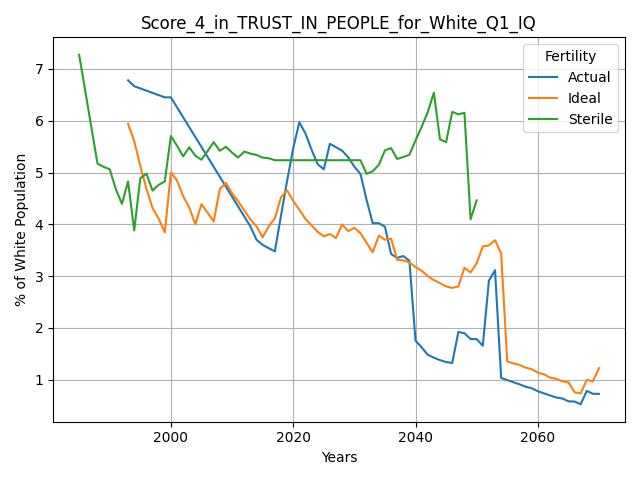 Score_4_in_TRUST_IN_PEOPLE_for_White_Q1_IQ
Fertility
Actual
Ideal
Sterile
% of White Population
7
6
5
4
3
2
1
2000
2020
2040
2060
Years